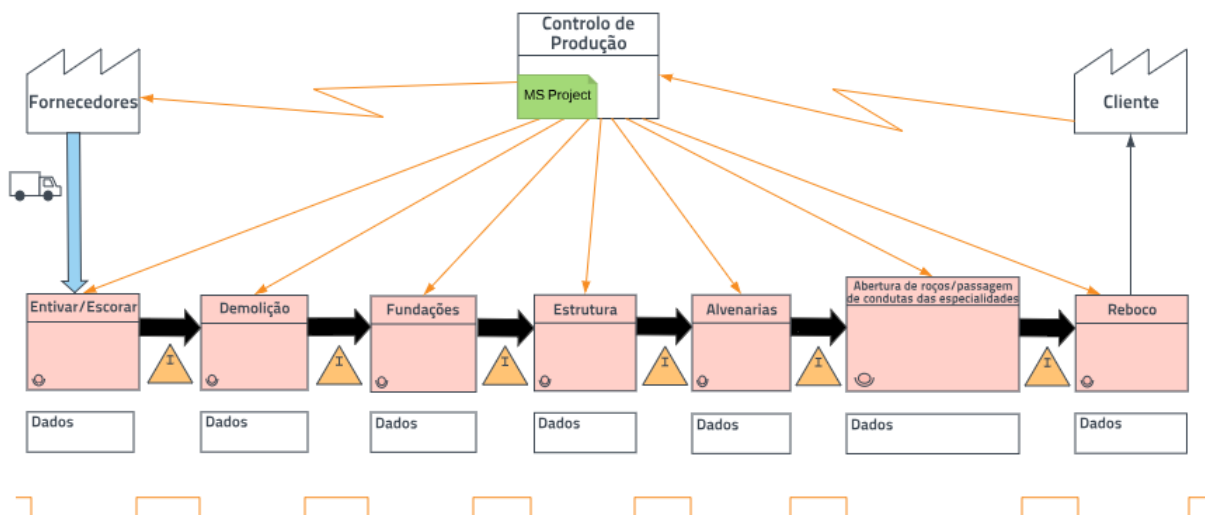 Controlo de
Produção
MS Project
Fornecedores
Cliente
Entivar/Escorar
Demolição
Fundações
Estrutura
Alvenarias
Abertura de roços/passagem
de condutas das especialidades
Reboco
I
I
I
I
I
I
Dados
Dados
Dados
Dados
Dados
Dados
Dados